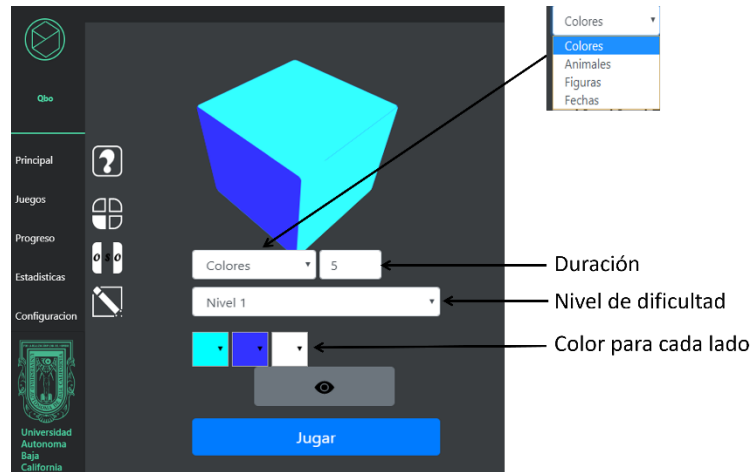 Qbo
Principal
Juegos
Progreso
Estadisticas
Configuracion
Universidad
Autonoma
Baja
California
o s o
Colores
5
Nivel 1
Jugar
Colores
Colores
Animales
Figuras
Fechas
Duración
Nivel de dificultad
Color para cada lado